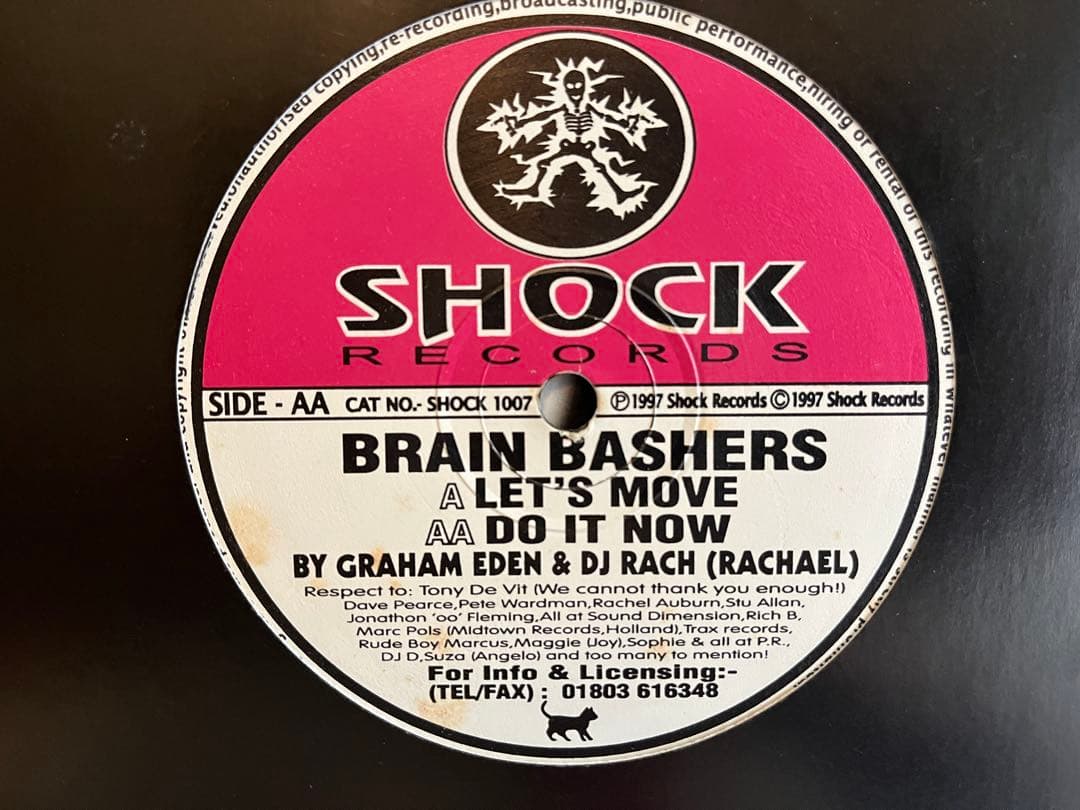 Unauthorised copying,re-recording,broadcasting,public performance,hiring or rental of this recording in whatever manner is
SHOCK
RECORDS
SIDE - AA CAT NO.- SHOCK 1007 ℗1997 Shock Records ©1997 Shock Records
BRAIN BASHERS
A LET'S MOVE
AA DO IT NOW
BY GRAHAM EDEN & DJ RACH (RACHAEL)
Respect to: Tony De Vit (We cannot thank you enough!)
Dave Pearce,Pete Wardman,Rachel Auburn,Stu Allan,
Jonathon 'oo' Fleming,All at Sound Dimension,Rich B,
Marc Pols (Midtown Records,Holland),Trax records,
Rude Boy Marcus,Maggie (Joy),Sophie & all at P.R.,
DJ D,Suza (Angelo) and too many to mention!
For Info & Licensing:-
(TEL/FAX) : 01803 616348